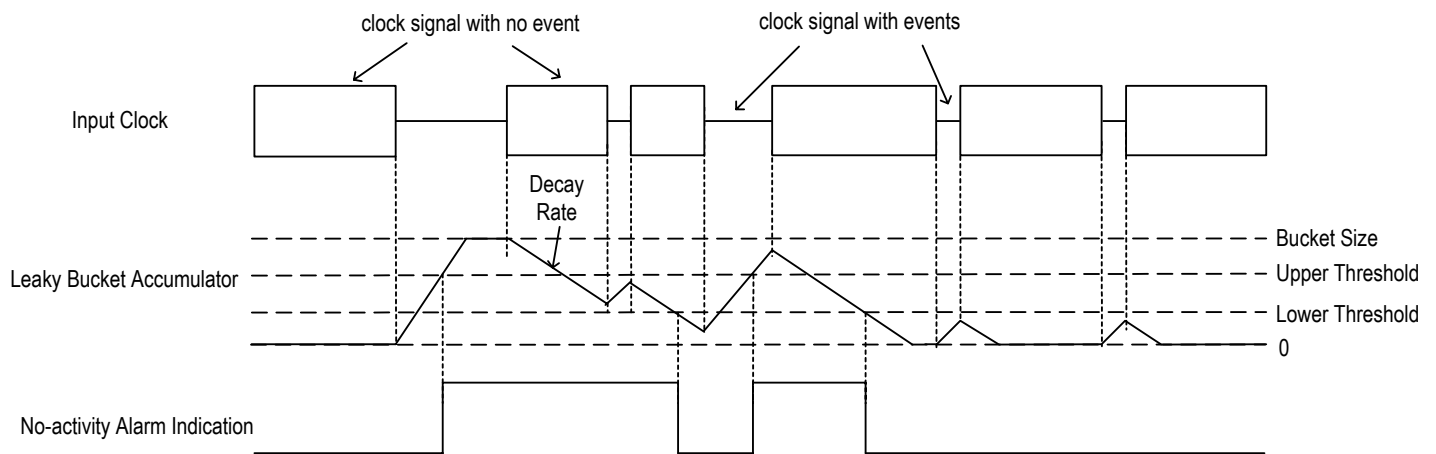 clock signal with no event
clock signal with events
Input Clock
Decay
Rate
Bucket Size
Upper Threshold
Leaky Bucket Accumulator
Lower Threshold
0
No-activity Alarm Indication